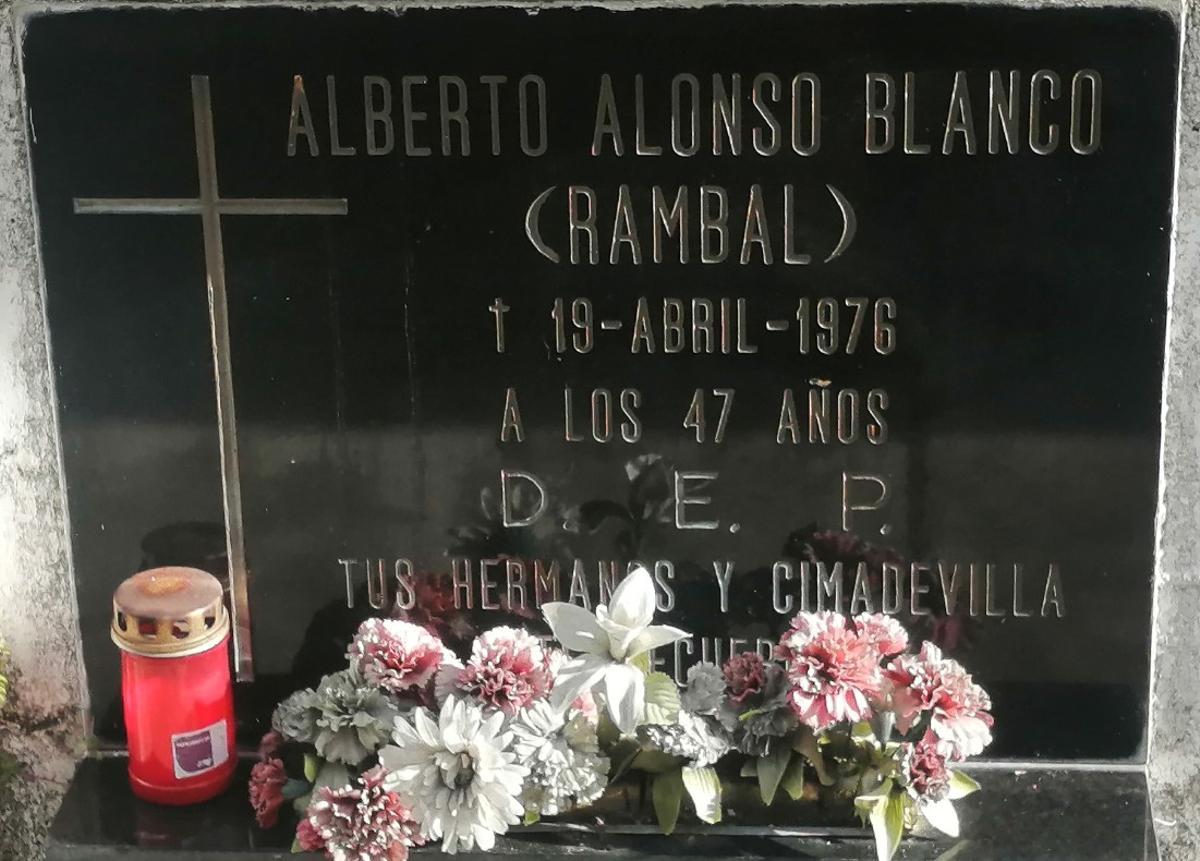 ALBERTO ALONSO BLANCO
(RAMBAL)
† 19-ABRIL-1976
A LOS 47 AÑOS
D. E. P.
TUS HERMANOS Y CIMADEVILLA